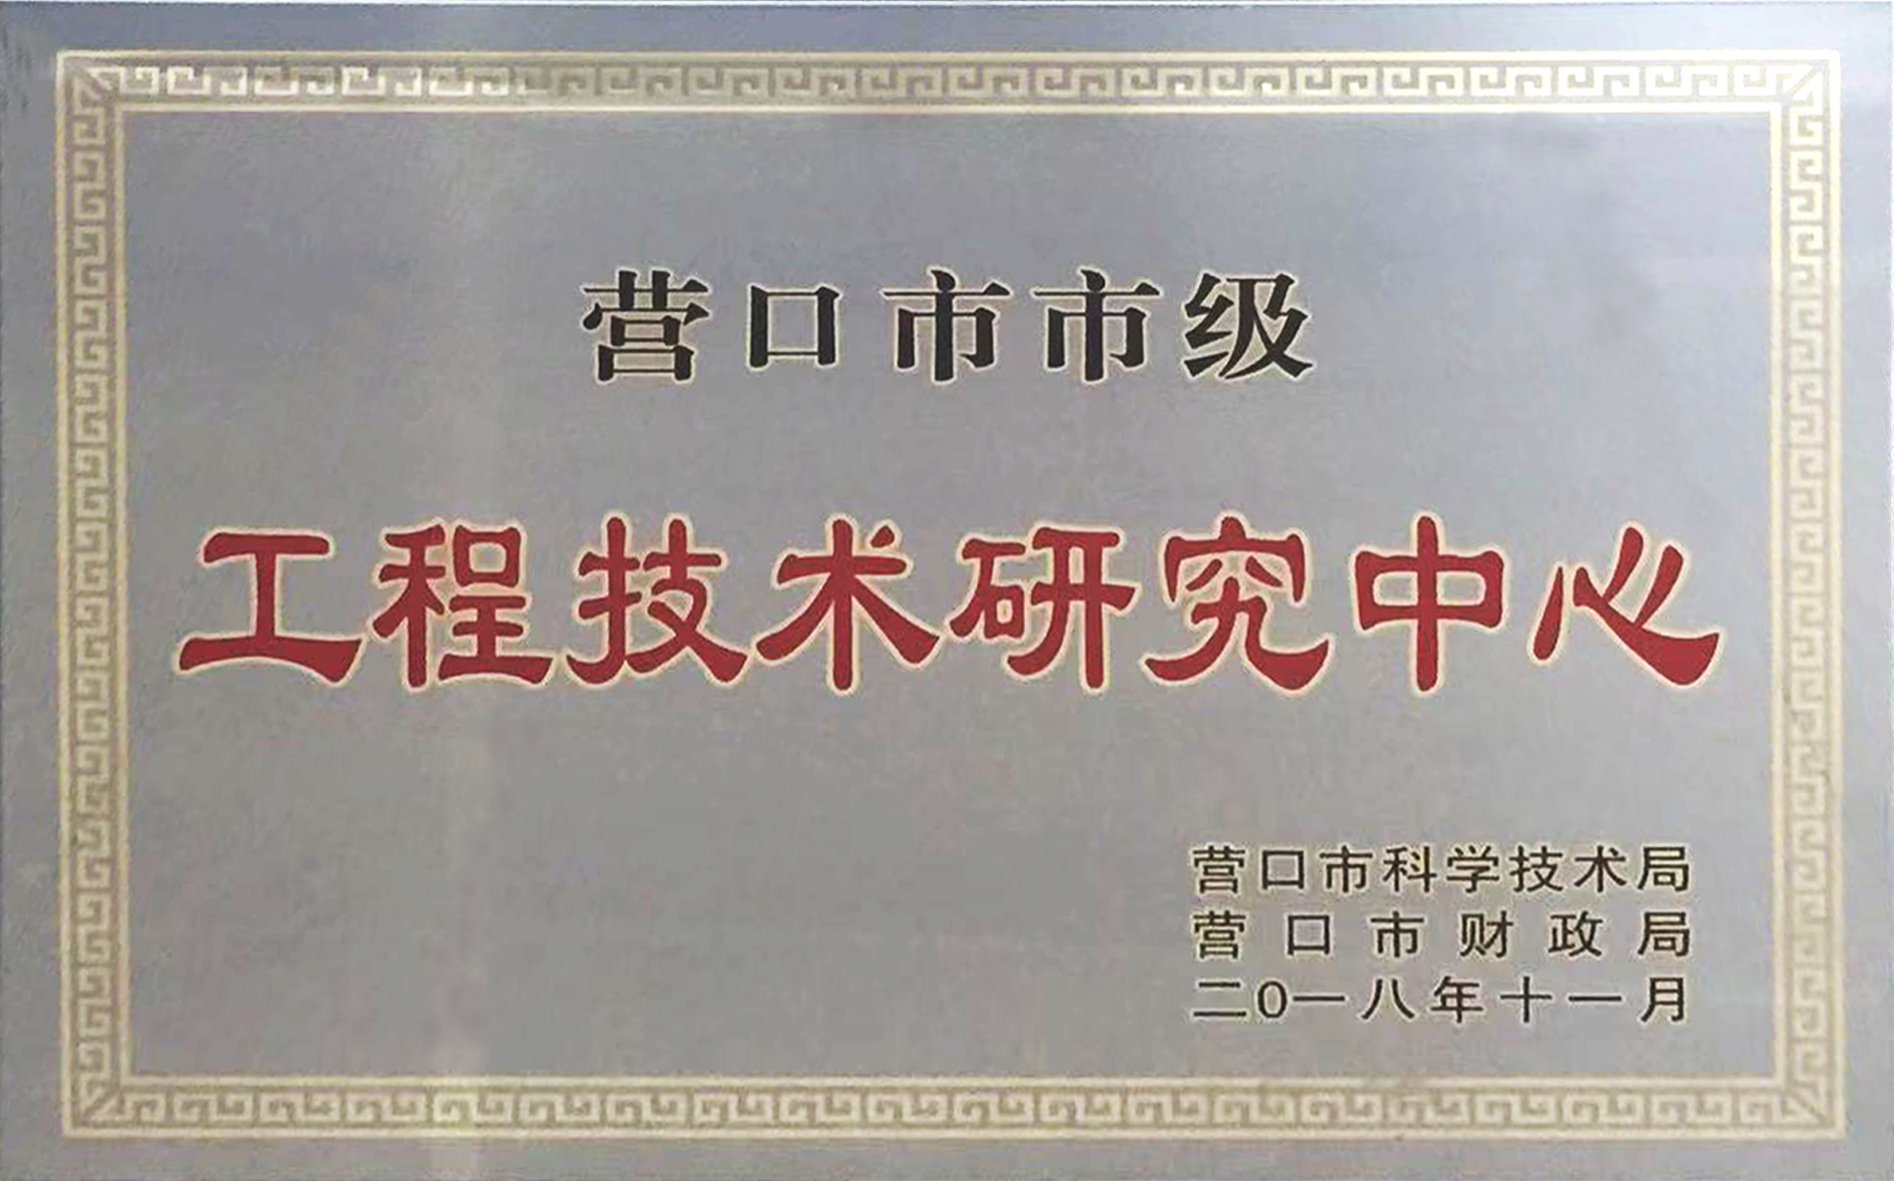 营口市市级
工程技术研究中心
营口市科学技术局
营口市财政局
二0一八年十一月